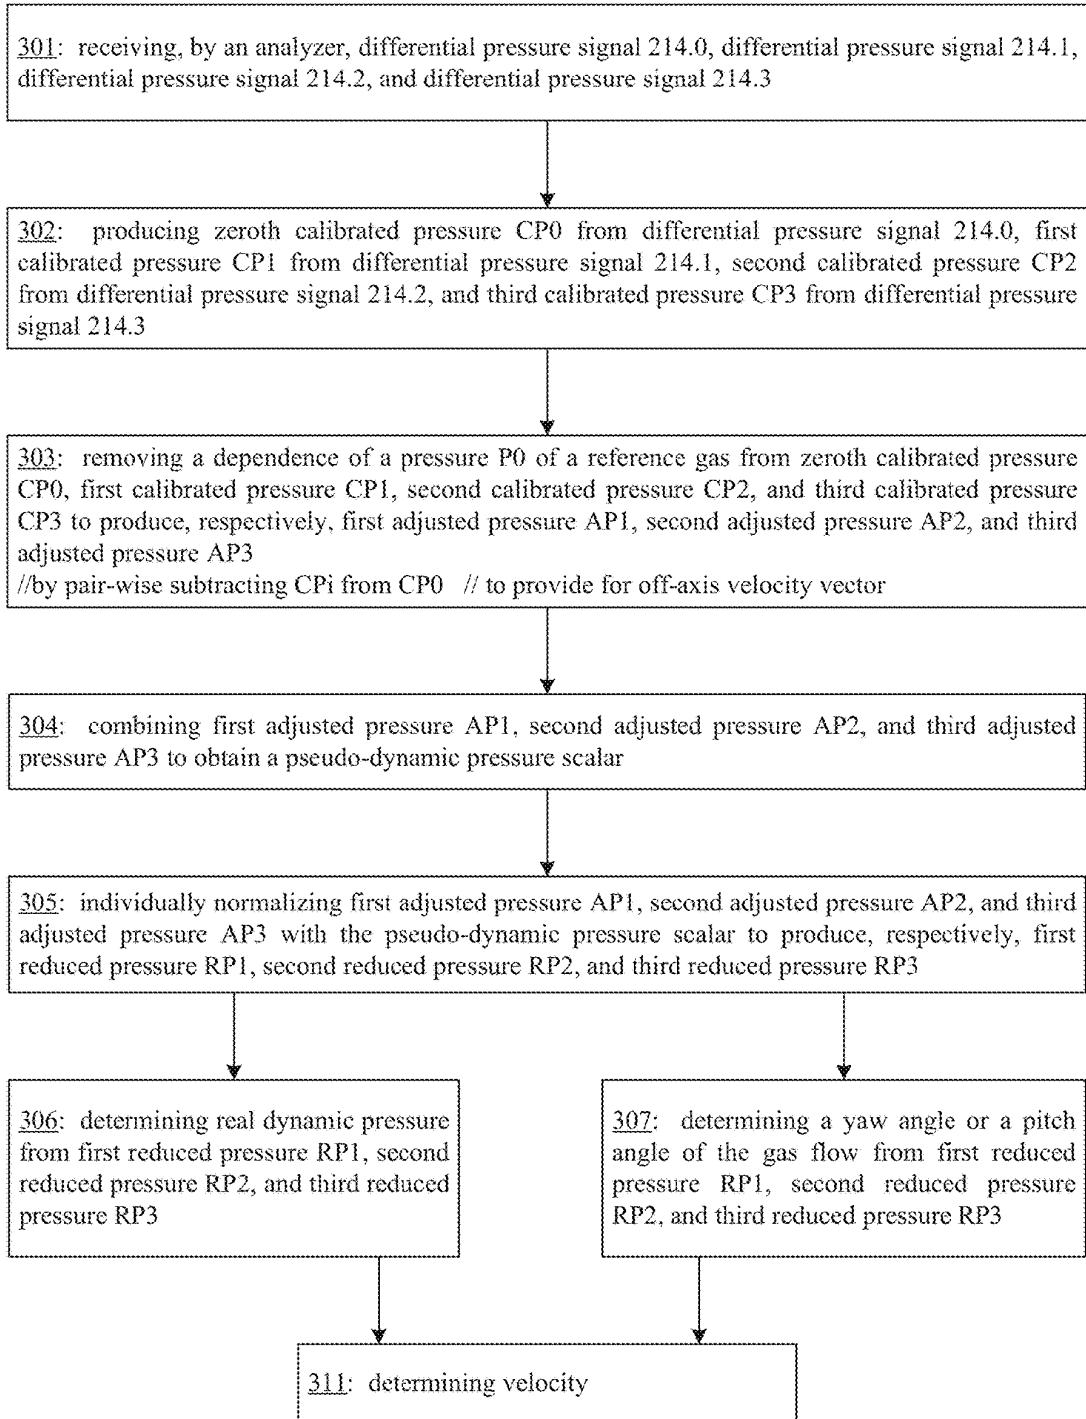 301: receiving, by an analyzer, differential pressure signal 214.0, differential pressure signal 214.1,
differential pressure signal 214.2, and differential pressure signal 214.3
302: producing zeroth calibrated pressure CP0 from differential pressure signal 214.0, first
calibrated pressure CP1 from differential pressure signal 214.1, second calibrated pressure CP2
from differential pressure signal 214.2, and third calibrated pressure CP3 from differential pressure
signal 214.3
303: removing a dependence of a pressure P0 of a reference gas from zeroth calibrated pressure
CP0, first calibrated pressure CP1, second calibrated pressure CP2, and third calibrated pressure
CP3 to produce, respectively, first adjusted pressure AP1, second adjusted pressure AP2, and third
adjusted pressure AP3
//by pair-wise subtracting CPi from CP0 // to provide for off-axis velocity vector
304: combining first adjusted pressure AP1, second adjusted pressure AP2, and third adjusted
pressure AP3 to obtain a pseudo-dynamic pressure scalar
305: individually normalizing first adjusted pressure AP1, second adjusted pressure AP2, and third
adjusted pressure AP3 with the pseudo-dynamic pressure scalar to produce, respectively, first
reduced pressure RP1, second reduced pressure RP2, and third reduced pressure RP3
306: determining real dynamic pressure
from first reduced pressure RP1, second
reduced pressure RP2, and third reduced
pressure RP3
307: determining a yaw angle or a pitch
angle of the gas flow from first reduced
pressure RP1, second reduced pressure
RP2, and third reduced pressure RP3
311: determining velocity